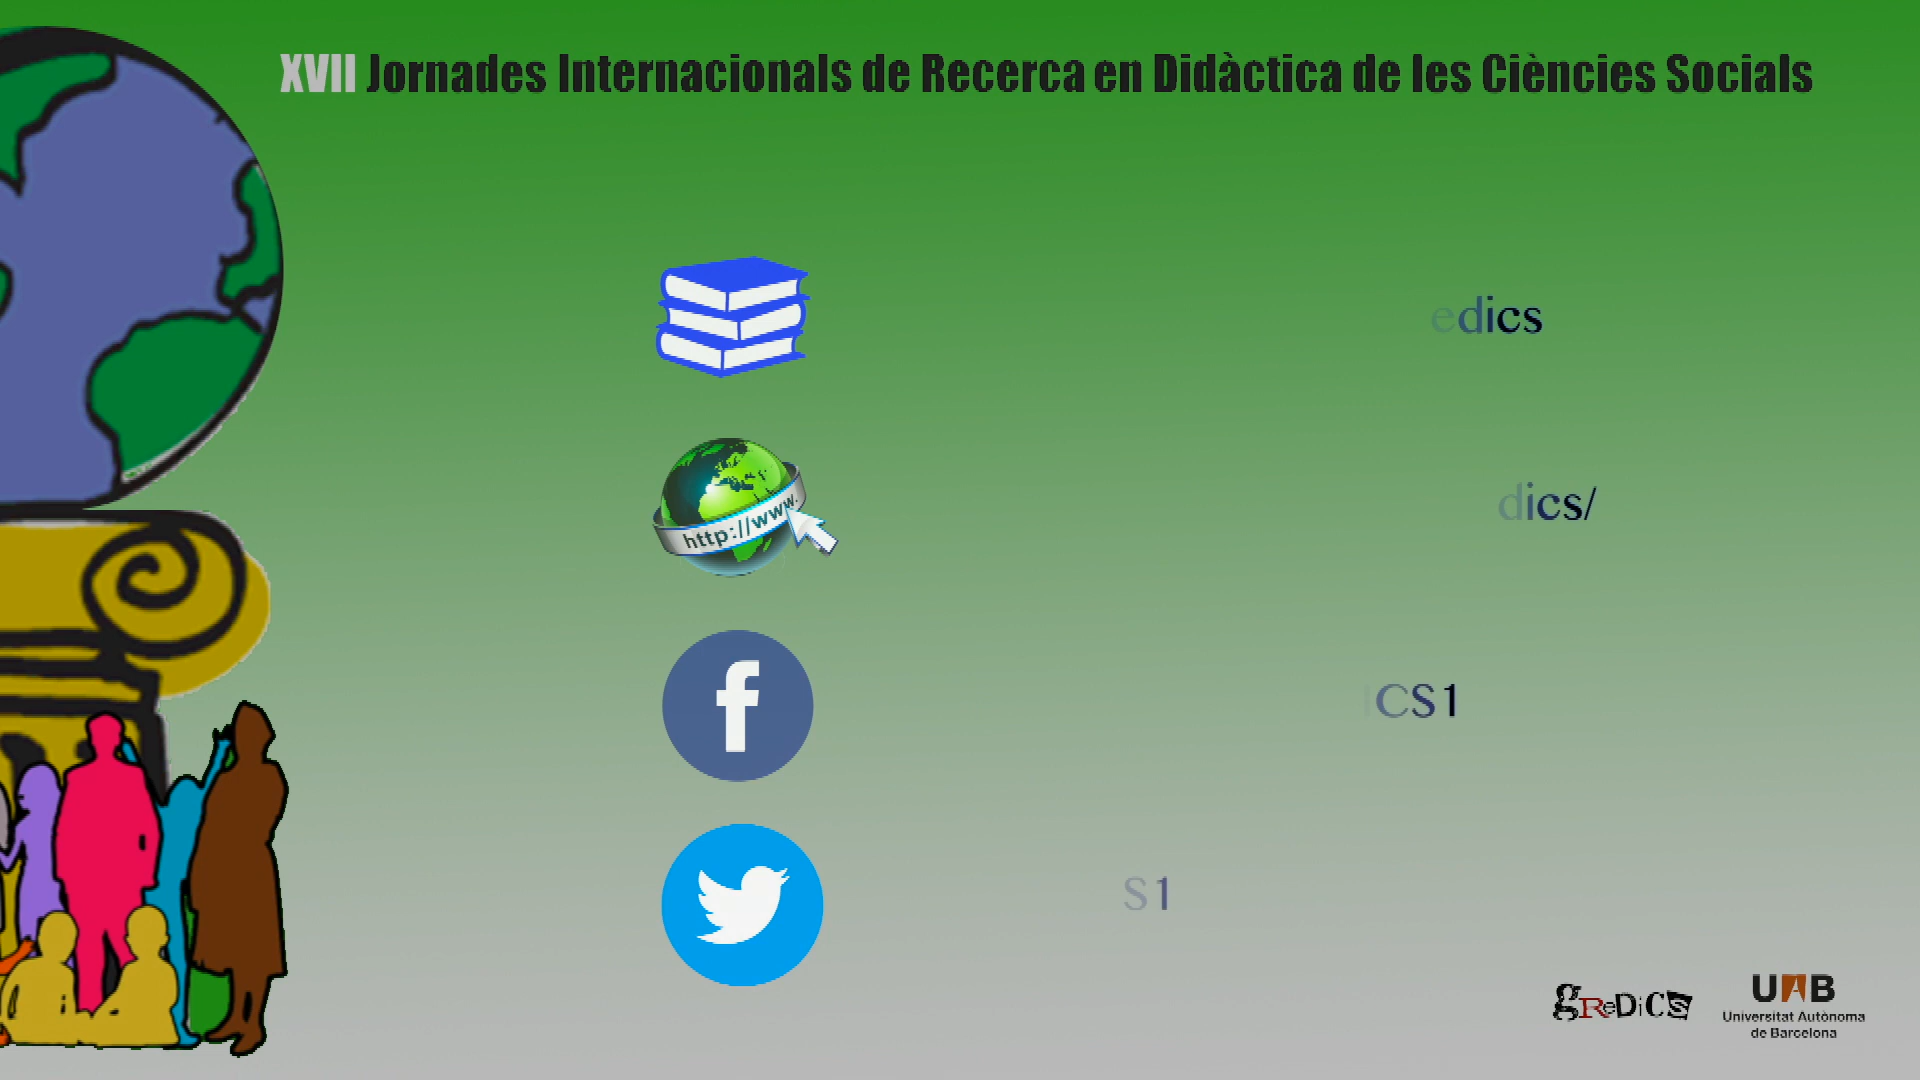 XVII Jornades Internacionals de Recerca en Didàctica de les Ciències Socials
edics
http://www.
dics/
CS1
S1
gReDiCS
UAB
Universitat Autònoma
de Barcelona